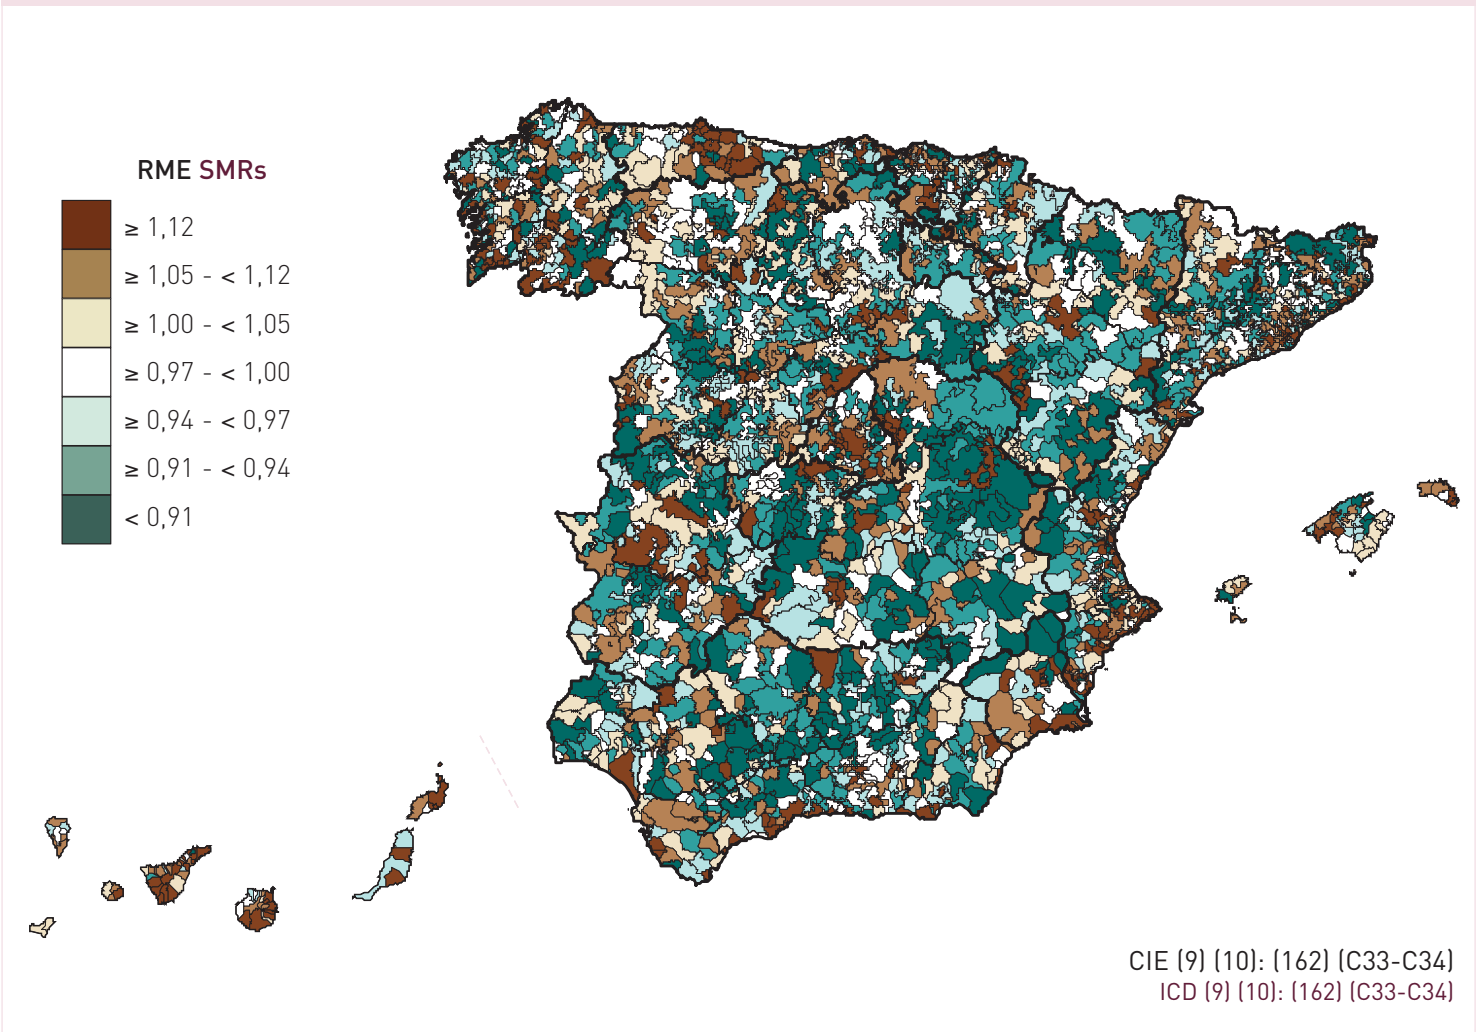 RME SMRs
≥ 1,12
≥ 1,05 - < 1,12
≥ 1,00 - < 1,05
≥ 0,97 - < 1,00
≥ 0,94 - < 0,97
≥ 0,91 - < 0,94
< 0,91
CIE (9) (10): (162) (C33-C34)
ICD (9) (10): (162) (C33-C34)